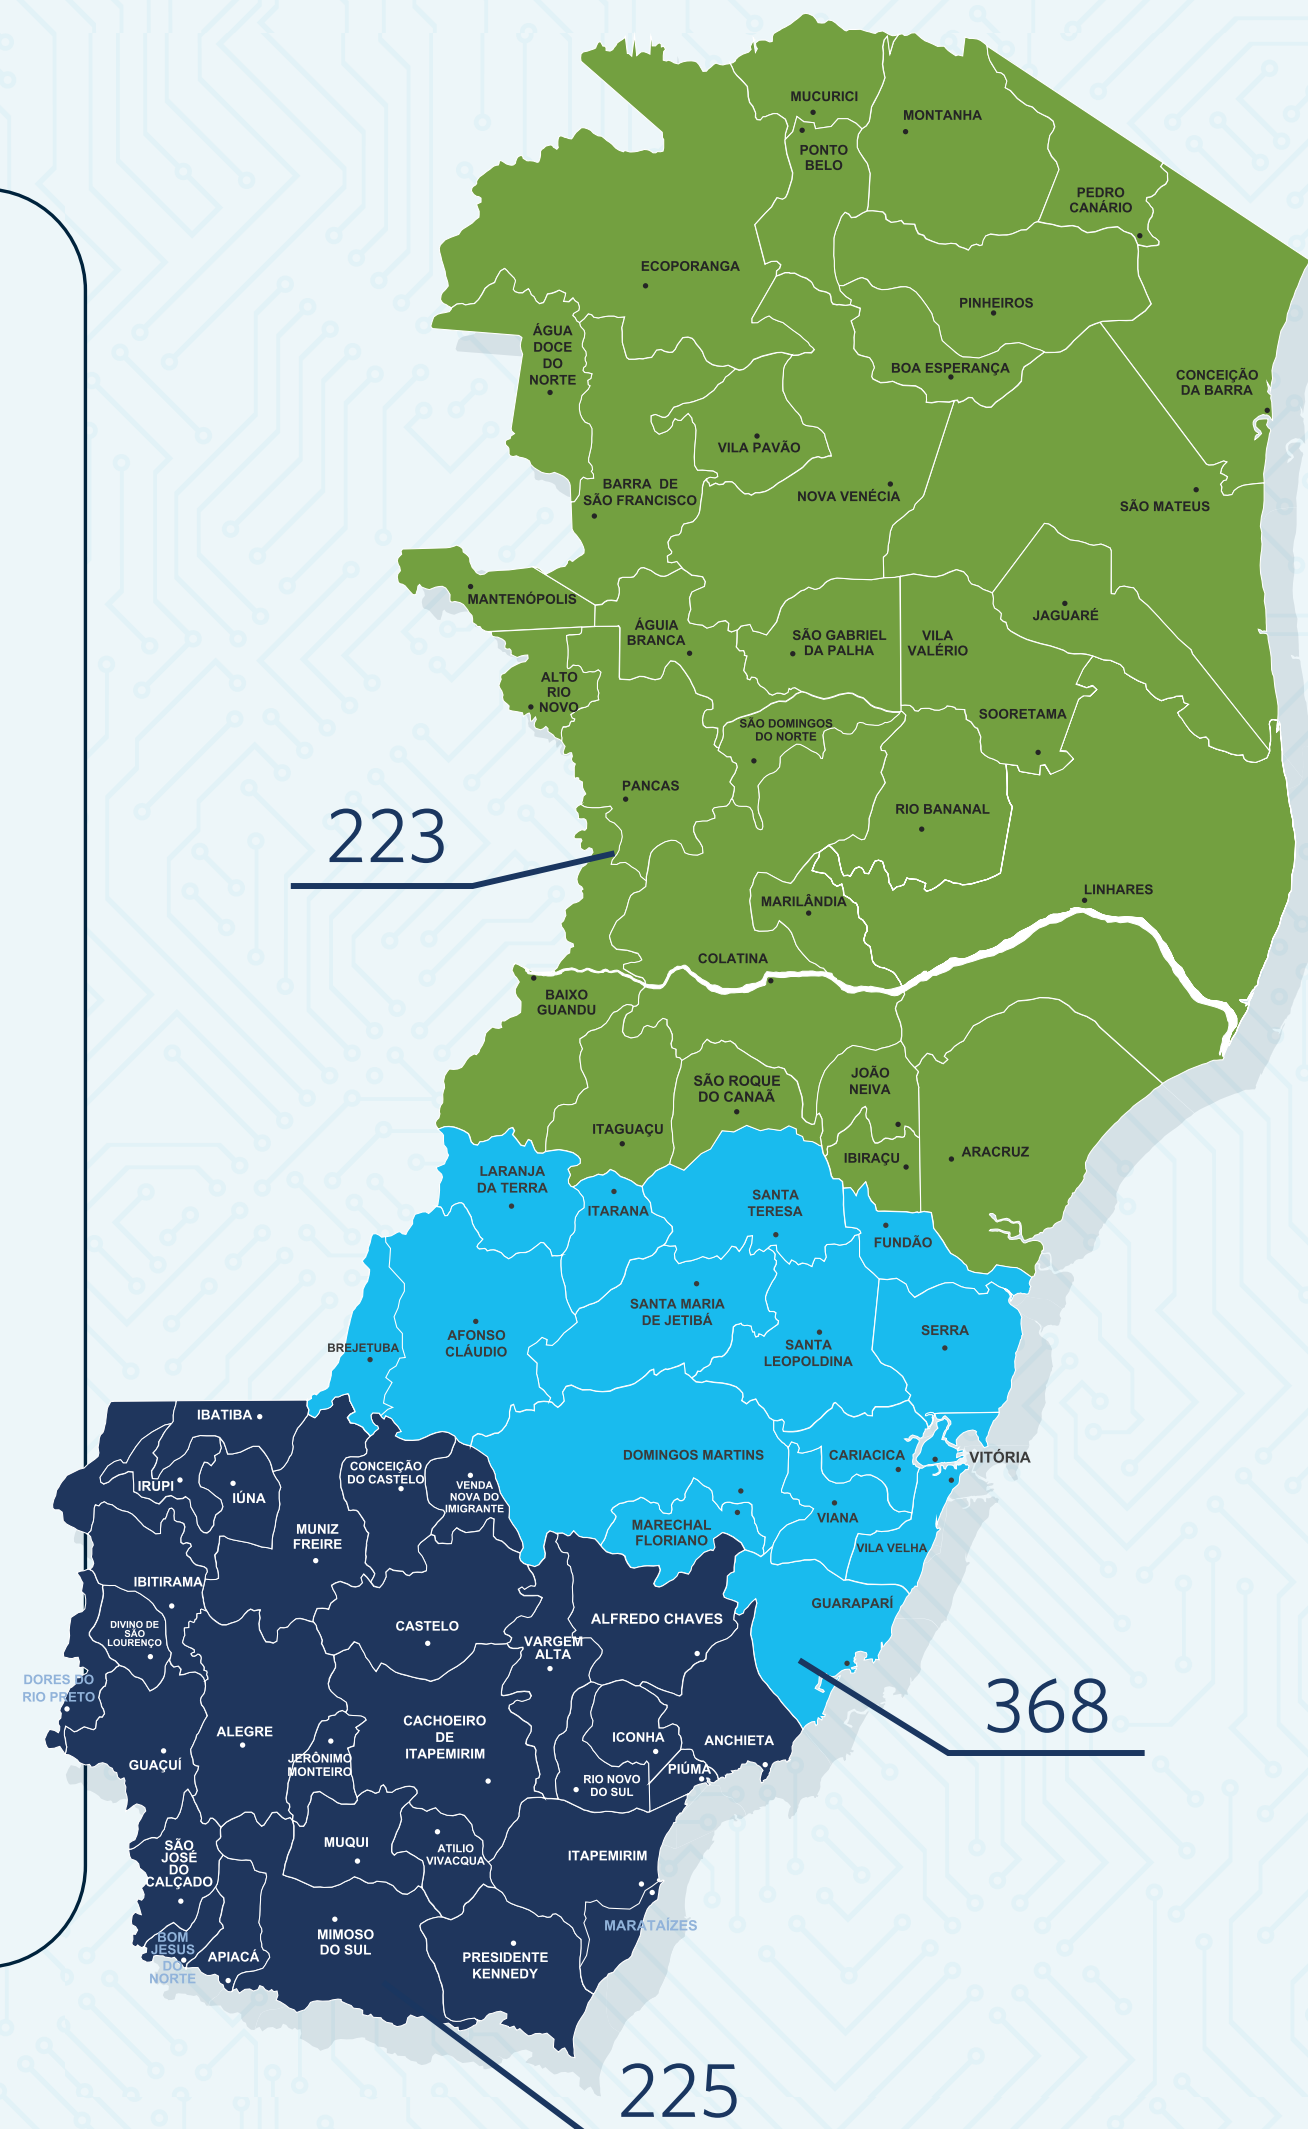 MUCURICI
MONTANHA
PONTO
BELO
PEDRO
CANÁRIO
ECOPORANGA
PINHEIROS
ÁGUA
DOCE
DO
NORTE
BOA ESPERANÇA
CONCEIÇÃO
DA BARRA
VILA PAVÃO
BARRA DE
SÃO FRANCISCO
NOVA VENÉCIA
SÃO MATEUS
MANTENÓPOLIS
ÁGUIA
BRANCA
SÃO GABRIEL
DA PALHA
VILA
VALÉRIO
JAGUARÉ
ALTO
RIO
NOVO
SOORETAMA
SÃO DOMINGOS
DO NORTE
PANCAS
RIO BANANAL
223
MARILÂNDIA
LINHARES
COLATINA
BAIXO
GUANDU
SÃO ROQUE
DO CANAÃ
JOÃO
NEIVA
ITAGUAÇU
IBIRAÇU
ARACRUZ
LARANJA
DA TERRA
ITARANA
SANTA
TERESA
FUNDÃO
SANTA MARIA
DE JETIBÁ
AFONSO
CLÁUDIO
BREJETUBA
SANTA
LEOPOLDINA
SERRA
IBATIBA
DOMINGOS MARTINS
CARIACICA
VITÓRIA
CONCEIÇÃO
DO CASTELO
IRUPI
IÚNA
VENDA
NOVA DO
IMIGRANTE
MUNIZ
FREIRE
MARECHAL
FLORIANO
VIANA
VILA VELHA
IBITIRAMA
GUARAPARÍ
DIVINO DE
SÃO
LOURENÇO
CASTELO
ALFREDO CHAVES
VARGEM
ALTA
DORES DO
RIO PRETO
368
ALEGRE
CACHOEIRO
DE
ITAPEMIRIM
ICONHA
ANCHIETA
GUAÇUÍ
JERÔNIMO
MONTEIRO
PIÚMA
RIO NOVO
DO SUL
SÃO
JOSÉ
DO
CALÇADO
MUQUI
ATILIO
VIVACQUA
ITAPEMIRIM
MARATAÍZES
BOM
JESUS
DO
NORTE
APIACÁ
MIMOSO
DO SUL
PRESIDENTE
KENNEDY
225